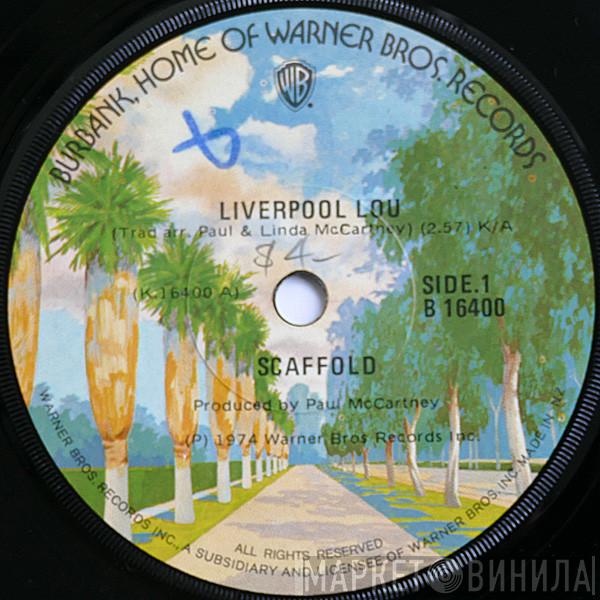 BURBANK, HOME OF WARNER BROS. RECORDS
WB
LIVERPOOL LOU
(Trad arr. Paul & Linda McCartney) (2.57) K/A
$4-
(K.16400 A)
SIDE.1
B 16400
SCAFFOLD
Produced by Paul McCartney
(P) 1974 Warner Bros Records Inc.
WARNER BROS. RECORDS INC., A SUBSIDIARY AND LICENSEE OF WARNER BROS. INC. MADE IN N.Z.
ALL RIGHTS RESERVED
МАРКЕТ ВИНИЛА